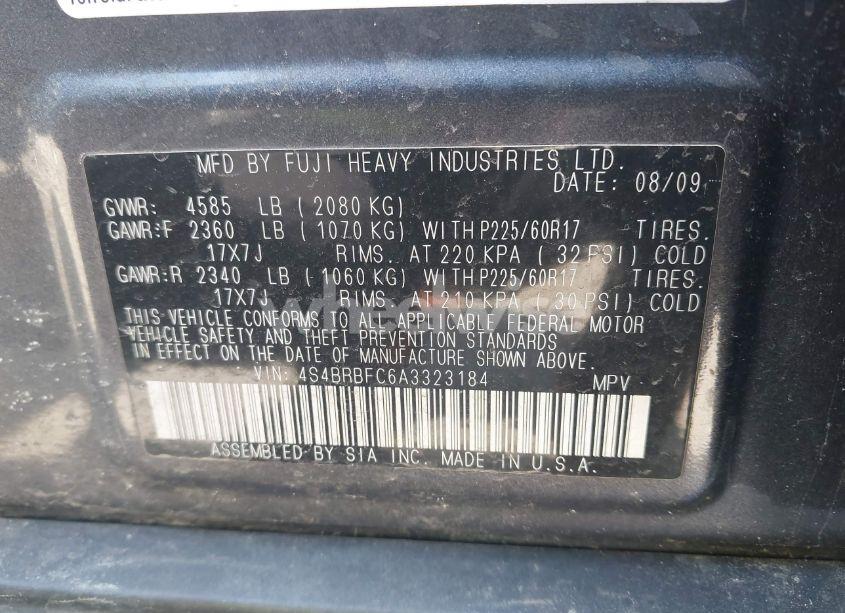 MFD BY FUJI HEAVY INDUSTRIES LTD.
DATE: 08/09
GVWR: 4585 LB ( 2080 KG)
GAWR:F 2360 LB ( 1070 KG) WITH P225/60R17 TIRES.
17X7J RIMS. AT 220 KPA ( 32 PSI) COLD
GAWR:R 2340 LB ( 1060 KG) WITH P225/60R17 TIRES.
17X7J RIMS. AT 210 KPA ( 30 PSI) COLD
THIS VEHICLE CONFORMS TO ALL APPLICABLE FEDERAL MOTOR
VEHICLE SAFETY AND THEFT PREVENTION STANDARDS
IN EFFECT ON THE DATE OF MANUFACTURE SHOWN ABOVE.
VIN: 4S4BRBFC6A3323184 MPV
ASSEMBLED BY SIA INC. MADE IN U.S.A.